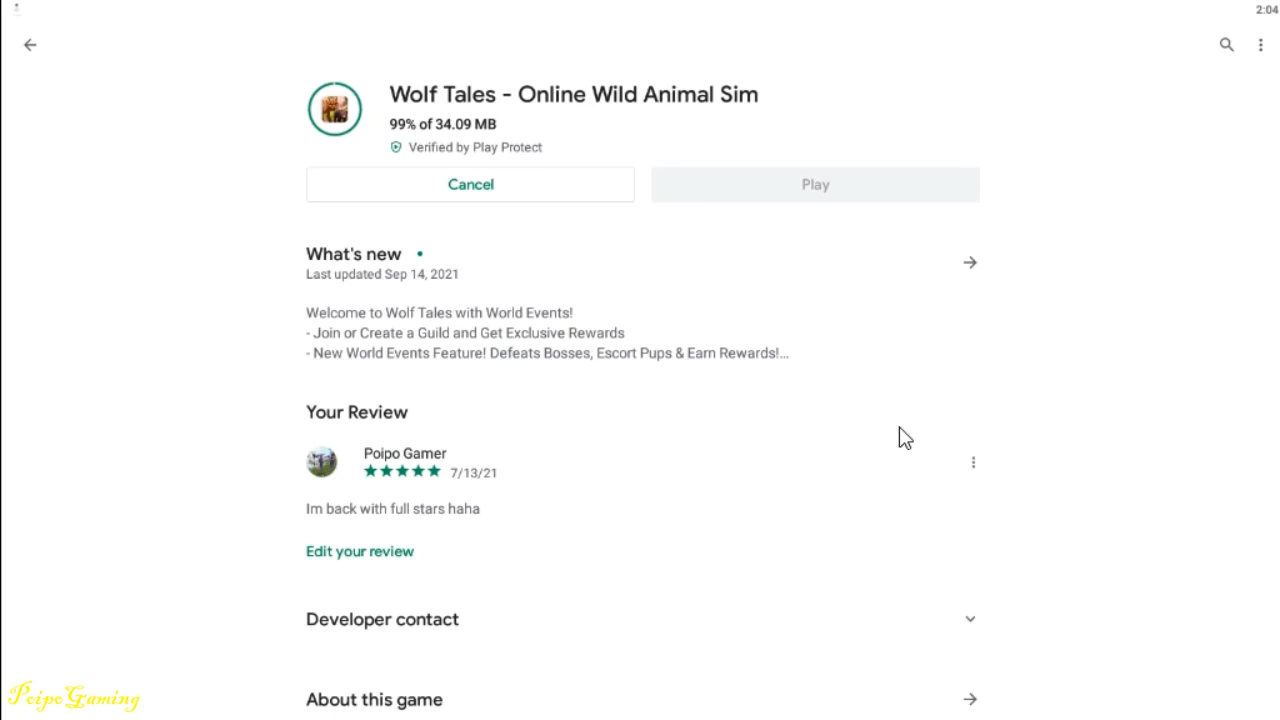 2:04
Wolf Tales - Online Wild Animal Sim
99% of 34.09 MB
Verified by Play Protect
Cancel
Play
What's new
Last updated Sep 14, 2021
Welcome to Wolf Tales with World Events!
- Join or Create a Guild and Get Exclusive Rewards
- New World Events Feature! Defeats Bosses, Escort Pups & Earn Rewards!...
Your Review
Poipo Gamer
7/13/21
Im back with full stars haha
Edit your review
Developer contact
PoipoGaming
About this game